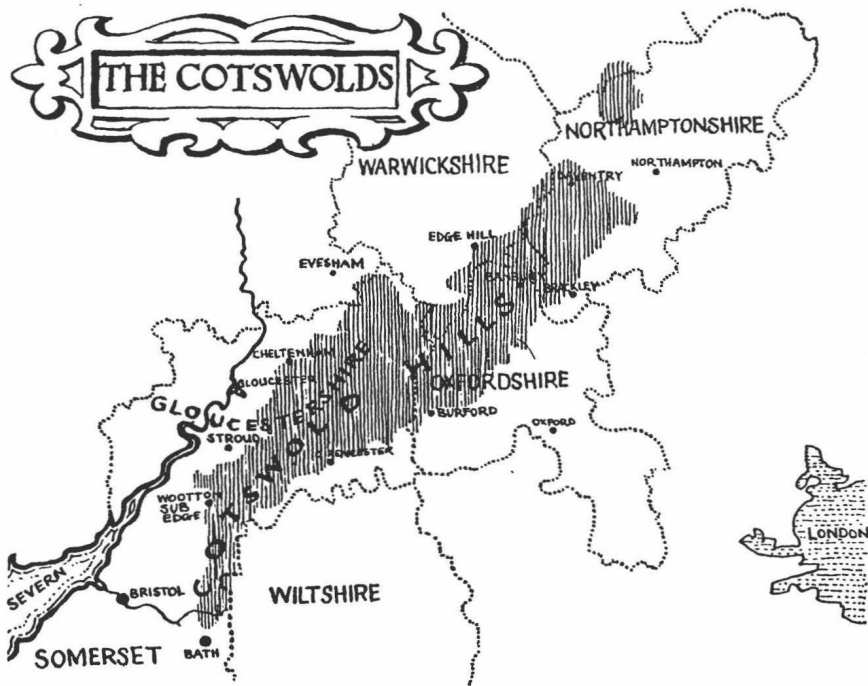 THE COTSWOLDS
NORTHAMPTONSHIRE
WARWICKSHIRE
NORTHAMPTON
DAVENTRY
EDGE HILL
EVESHAM
BANBURY
BRACKLEY
CHELTENHAM
GLOUCESTER
GLOUCESTERSHIRE
COTSWOLD HILLS
OXFORDSHIRE
BURFORD
OXFORD
STROUD
CIRENCESTER
WOOTTON
SUB
EDGE
LONDON
SEVERN
BRISTOL
WILTSHIRE
SOMERSET
BATH